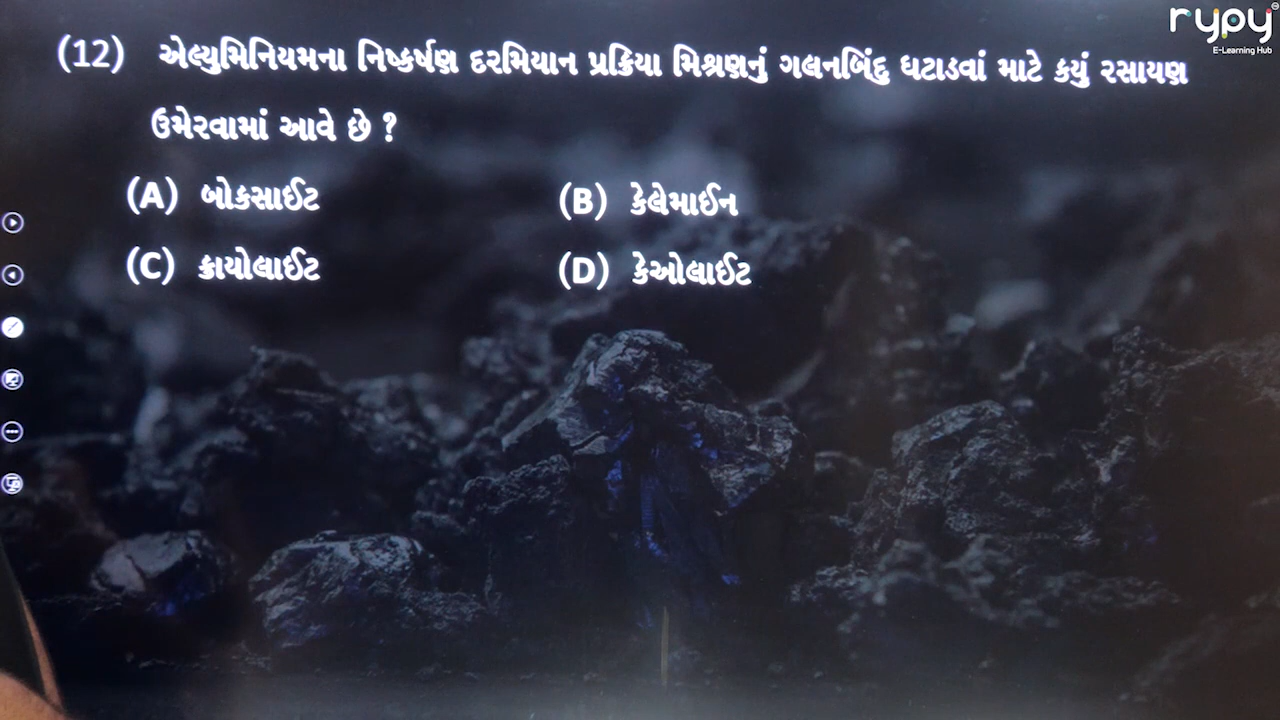 rypy
E-Learning Hub
(12) એલ્યુમિનિયમના નિષ્કર્ષણ દરમિયાન પ્રક્રિયા મિશ્રણનું ગલનબિંદુ ઘટાડવાં માટે કયું રસાયણ
ઉમેરવામાં આવે છે ?
(A) બોકસાઈટ (B) કેલેમાઈન
(C) ક્રાયોલાઈટ (D) કેઓલાઈટ